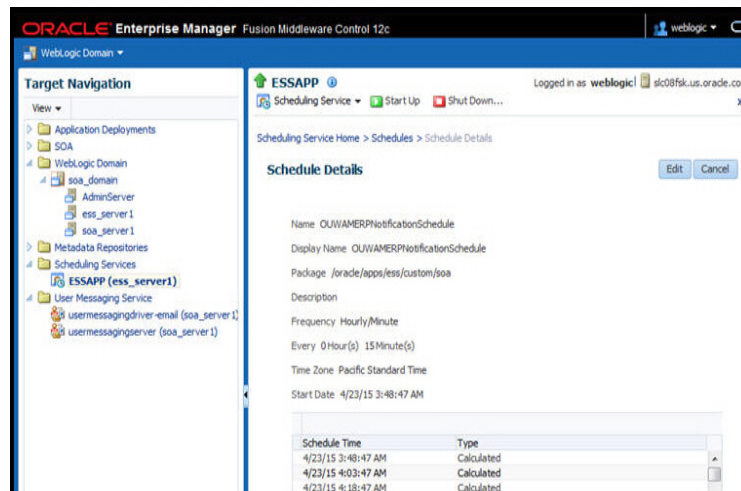 ORACLE Enterprise Manager Fusion Middleware Control 12c
weblogic
WebLogic Domain
Target Navigation
View
Application Deployments
SOA
WebLogic Domain
soa_domain
AdminServer
ess_server1
soa_server1
Metadata Repositories
Scheduling Services
ESSAPP (ess_server1)
User Messaging Service
usermessagingdriver-email (soa_server1)
usermessagingserver (soa_server1)
ESSAPP
Logged in as weblogic
slc08fsk.us.oracle.co
Scheduling Service
Start Up
Shut Down...
Scheduling Service Home > Schedules > Schedule Details
Schedule Details
Edit
Cancel
Name OUWAMERPNotificationSchedule
Display Name OUWAMERPNotificationSchedule
Package /oracle/apps/ess/custom/soa
Description
Frequency Hourly/Minute
Every 0 Hour(s) 15 Minute(s)
Time Zone Pacific Standard Time
Start Date 4/23/15 3:48:47 AM
Schedule Time Type
4/23/15 3:48:47 AM Calculated
4/23/15 4:03:47 AM Calculated
4/23/15 4:18:47 AM Calculated